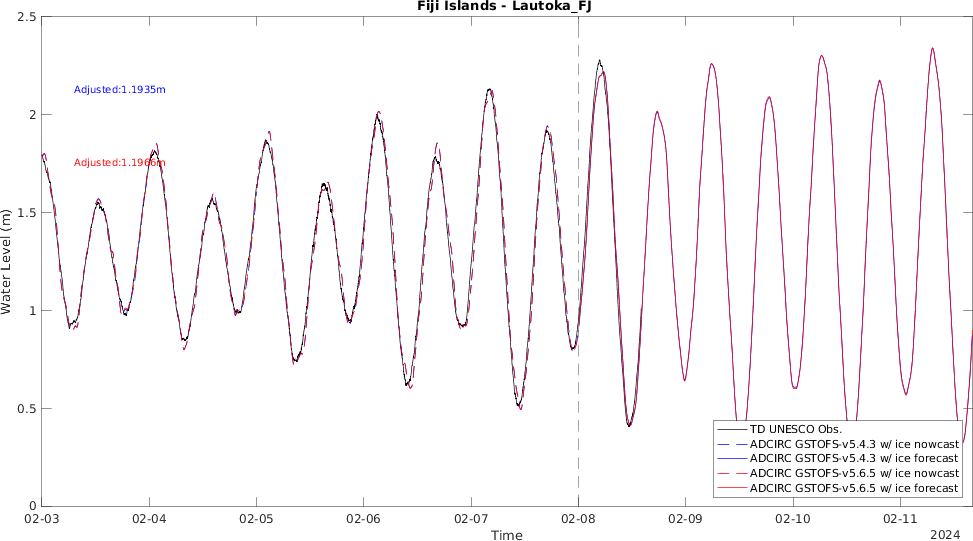 Fiji Islands - Lautoka_FJ
2.5
2
1.5
1
0.5
0
Water Level (m)
Adjusted:1.1935m
Adjusted:1.1966m
TD UNESCO Obs.
ADCIRC GSTOFS-v5.4.3 w/ ice nowcast
ADCIRC GSTOFS-v5.4.3 w/ ice forecast
ADCIRC GSTOFS-v5.6.5 w/ ice nowcast
ADCIRC GSTOFS-v5.6.5 w/ ice forecast
02-03 02-04 02-05 02-06 02-07 02-08 02-09 02-10 02-11
Time
2024